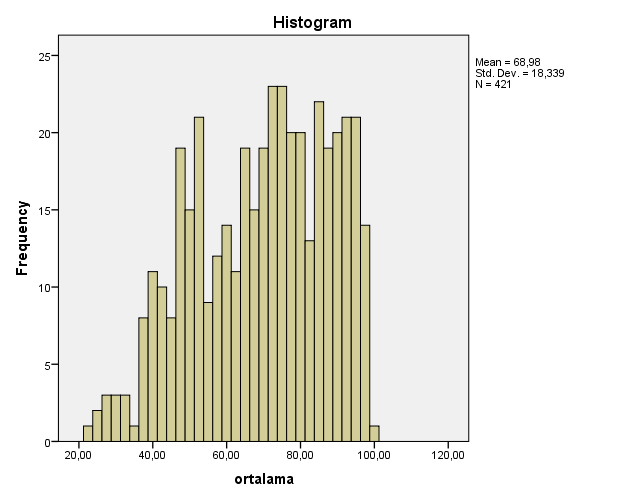 Histogram
Mean = 68,98
Std. Dev. = 18,339
N = 421
Frequency
25
20
15
10
5
0
20,00 40,00 60,00 80,00 100,00 120,00
ortalama